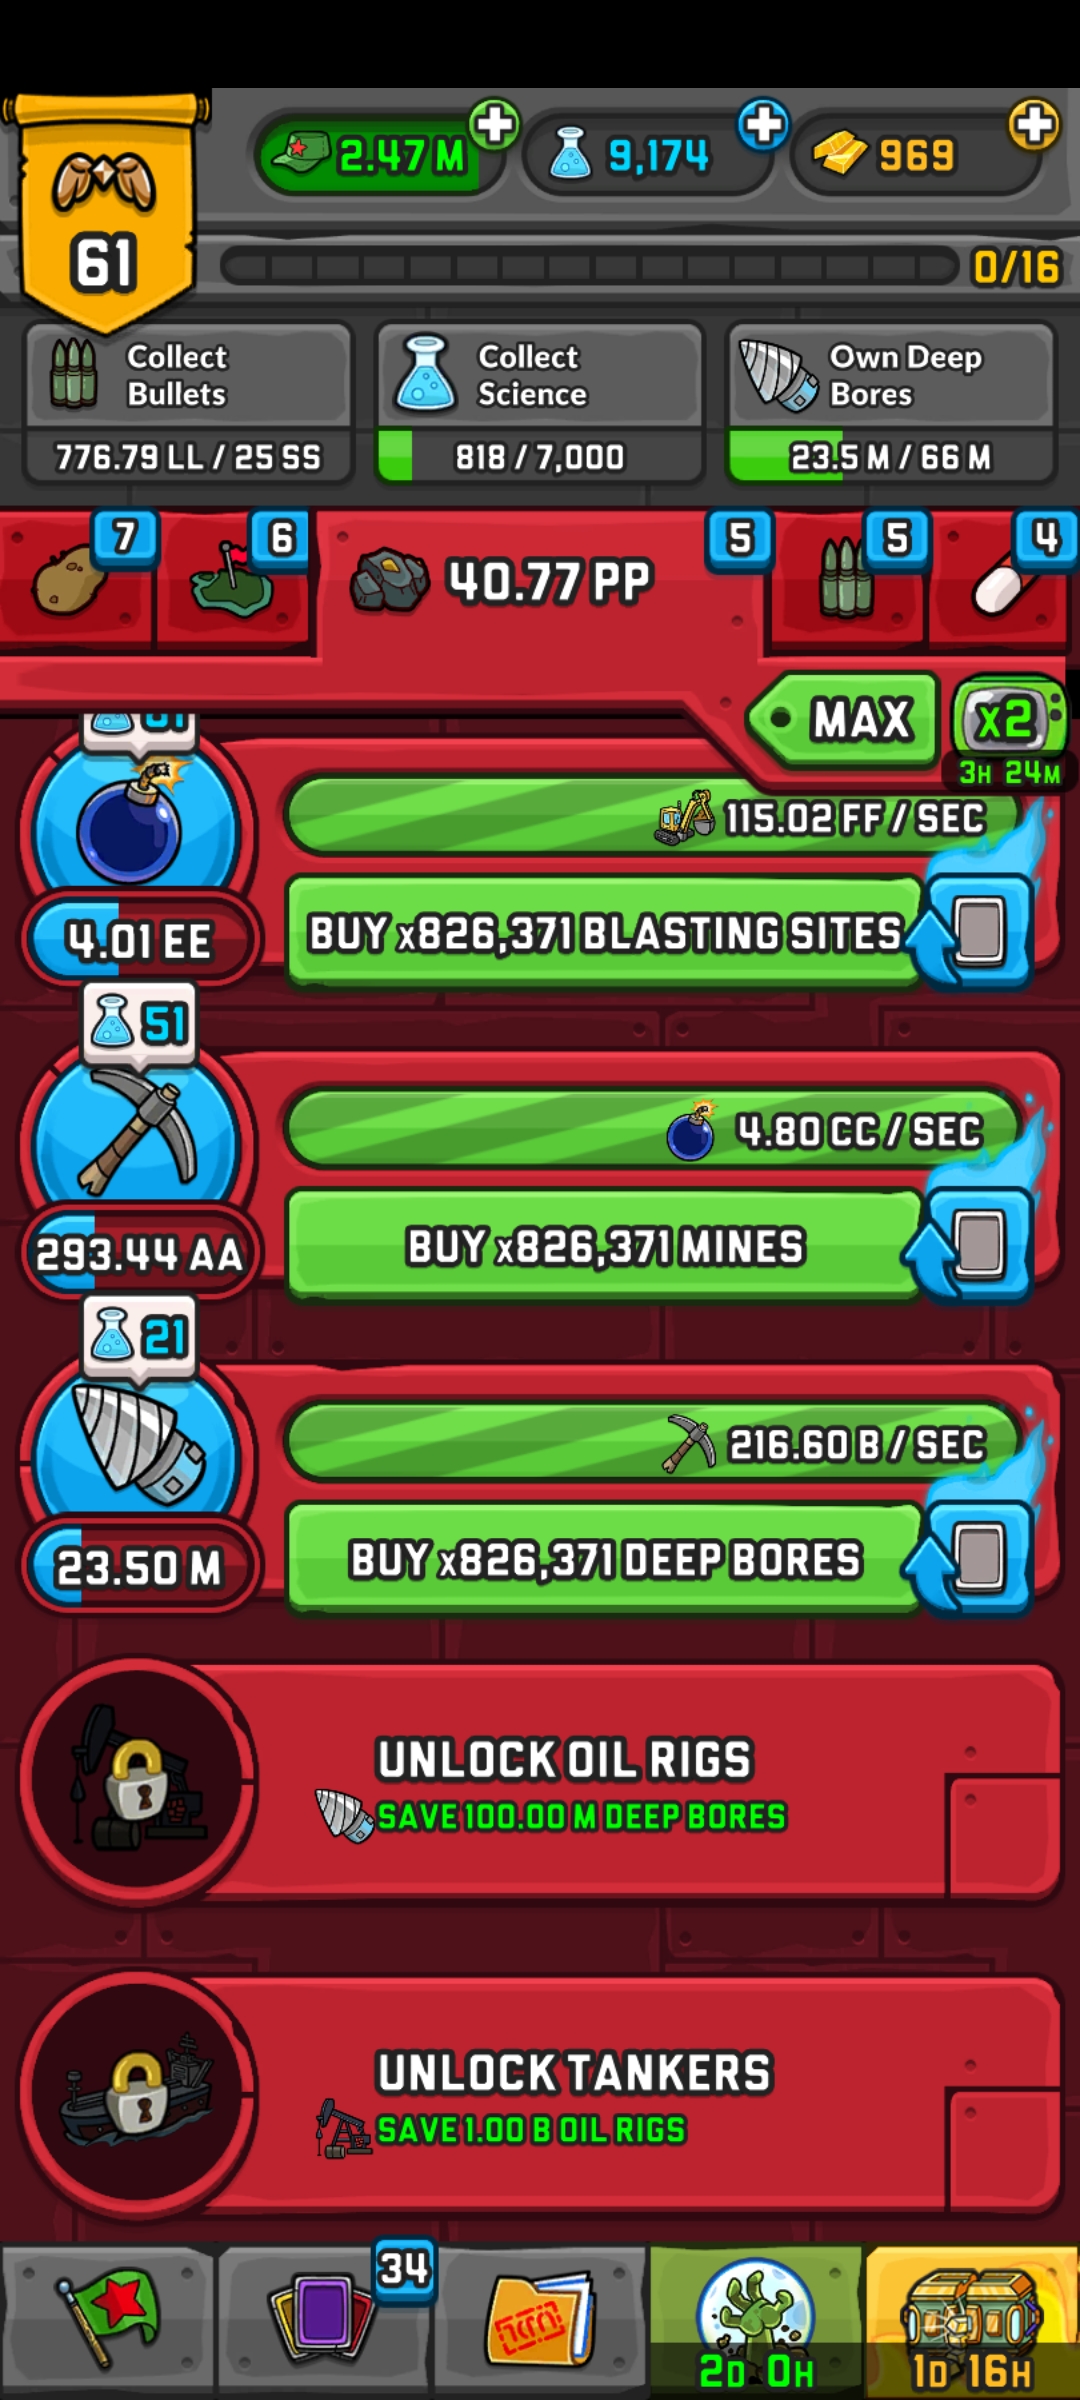 2.47 M
9,174
969
61
0/16
Collect
Bullets
776.79 LL / 25 SS
Collect
Science
818 / 7,000
Own Deep
Bores
23.5 M / 66 M
7
6
40.77 PP
5
5
4
MAX
x2
3H 24M
115.02 FF / SEC
BUY x826,371 BLASTING SITES
4.01 EE
51
4.80 CC / SEC
BUY x826,371 MINES
293.44 AA
21
216.60 B / SEC
BUY x826,371 DEEP BORES
23.50 M
UNLOCK OIL RIGS
SAVE 100.00 M DEEP BORES
UNLOCK TANKERS
SAVE 1.00 B OIL RIGS
34
2D 0H
1D 16H